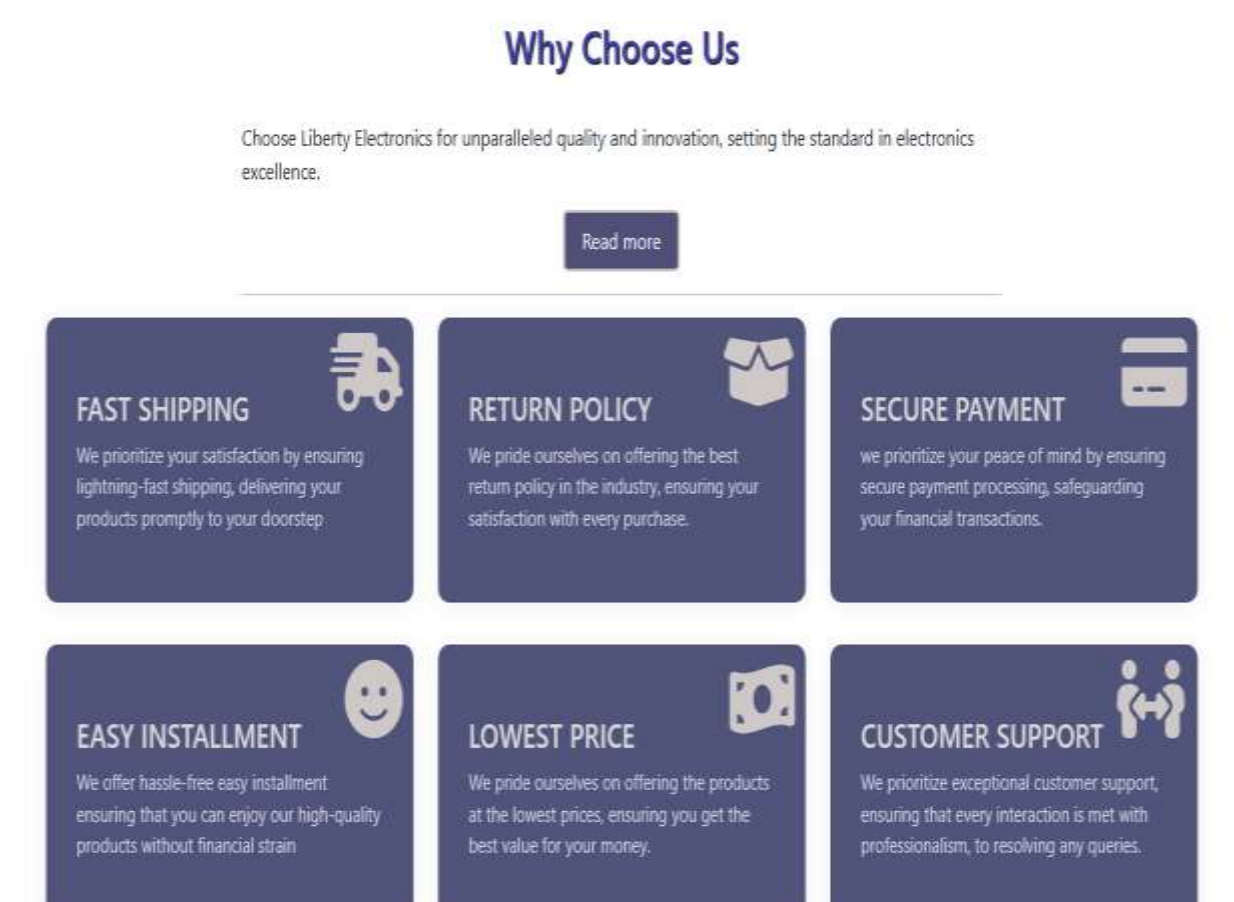 Why Choose Us
Choose Liberty Electronics for unparalleled quality and innovation, setting the standard in electronics
excellence.
Read more
FAST SHIPPING
We prioritize your satisfaction by ensuring
lightning-fast shipping, delivering your
products promptly to your doorstep
RETURN POLICY
We pride ourselves on offering the best
return policy in the industry, ensuring your
satisfaction with every purchase.
SECURE PAYMENT
we prioritize your peace of mind by ensuring
secure payment processing, safeguarding
your financial transactions.
EASY INSTALLMENT
We offer hassle-free easy installment
ensuring that you can enjoy our high-quality
products without financial strain
LOWEST PRICE
We pride ourselves on offering the products
at the lowest prices, ensuring you get the
best value for your money.
CUSTOMER SUPPORT
We prioritize exceptional customer support,
ensuring that every interaction is met with
professionalism, to resolving any queries.